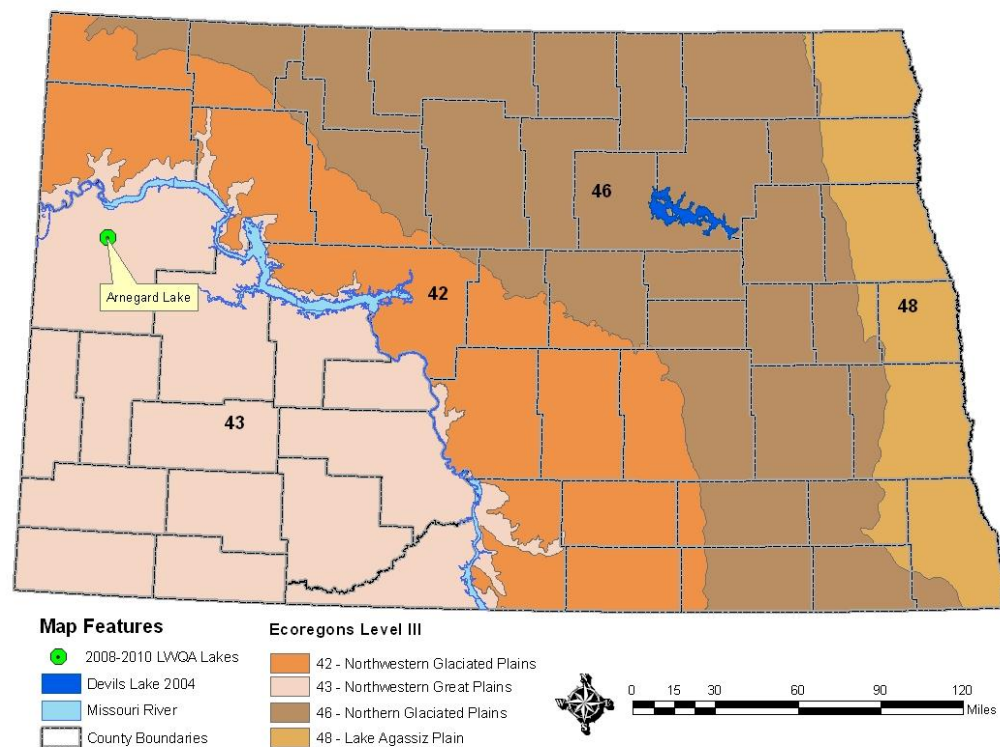 46
42
48
43
Arnegard Lake
Map Features
2008-2010 LWQA Lakes
Devils Lake 2004
Missouri River
County Boundaries
Ecoregons Level III
42 - Northwestern Glaciated Plains
43 - Northwestern Great Plains
46 - Northern Glaciated Plains
48 - Lake Agassiz Plain
0 15 30 60 90 120
Miles